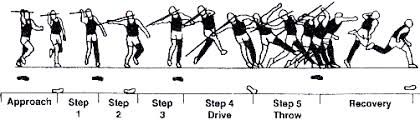 Approach Step Step Step Step 4 Step 5 Recovery
1 2 3 Drive Throw